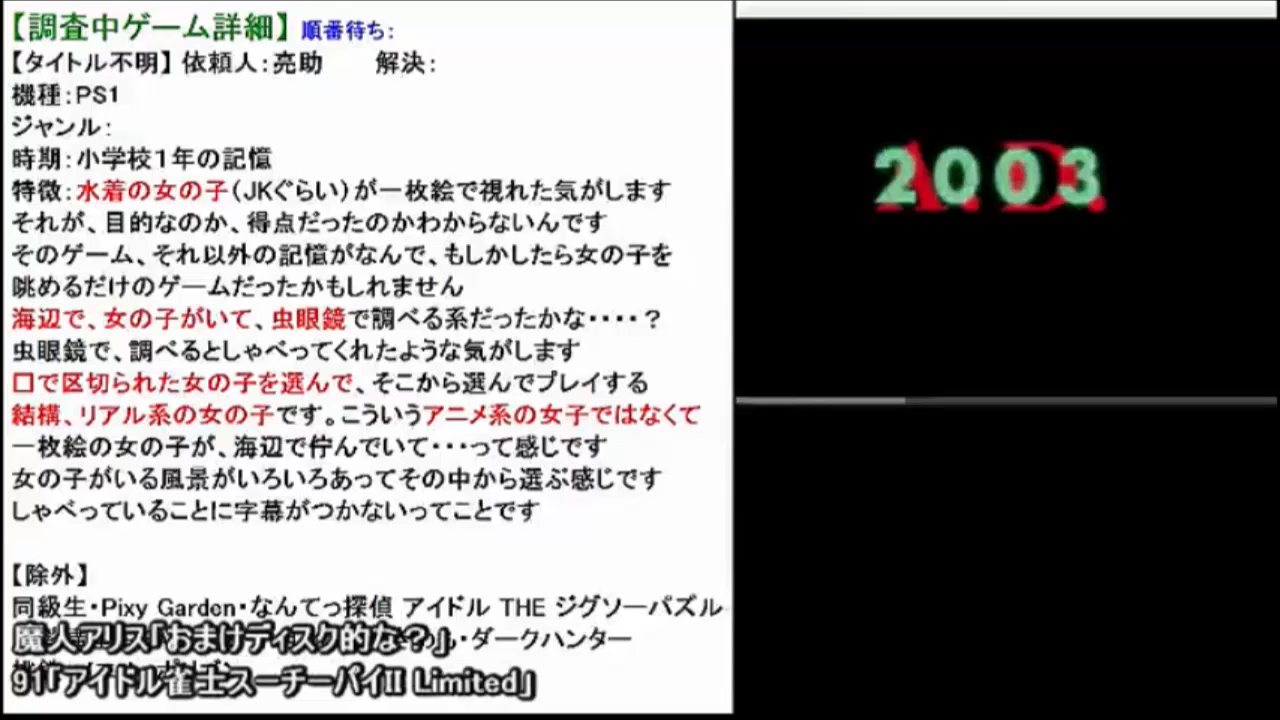 【調査中ゲーム詳細】 順番待ち:
【タイトル不明】 依頼人:亮助　　解決:
機種:PS1
ジャンル:
時期:小学校1年の記憶
特徴:水着の女の子(JKぐらい)が一枚絵で視れた気がします
それが、目的なのか、得点だったのかわからないんです
そのゲーム、それ以外の記憶がなんで、もしかしたら女の子を
眺めるだけのゲームだったかもしれません
海辺で、女の子がいて、虫眼鏡で調べる系だったかな・・・・?
虫眼鏡で、調べるとしゃべってくれたような気がします
口で区切られた女の子を選んで、そこから選んでプレイする
結構、リアル系の女の子です。こういうアニメ系の女子ではなくて
一枚絵の女の子が、海辺で佇んでいて・・・って感じです
女の子がいる風景がいろいろあってその中から選ぶ感じです
しゃべっていることに字幕がつかないってことです
【除外】
同級生・Pixy Garden・なんてっ探偵 アイドル THE ジグソーパズル
・ダークハンター
魔人アリス「おまけディスク的な?」
91「アイドル雀士スーチーパイII Limited」
A.D.
2003